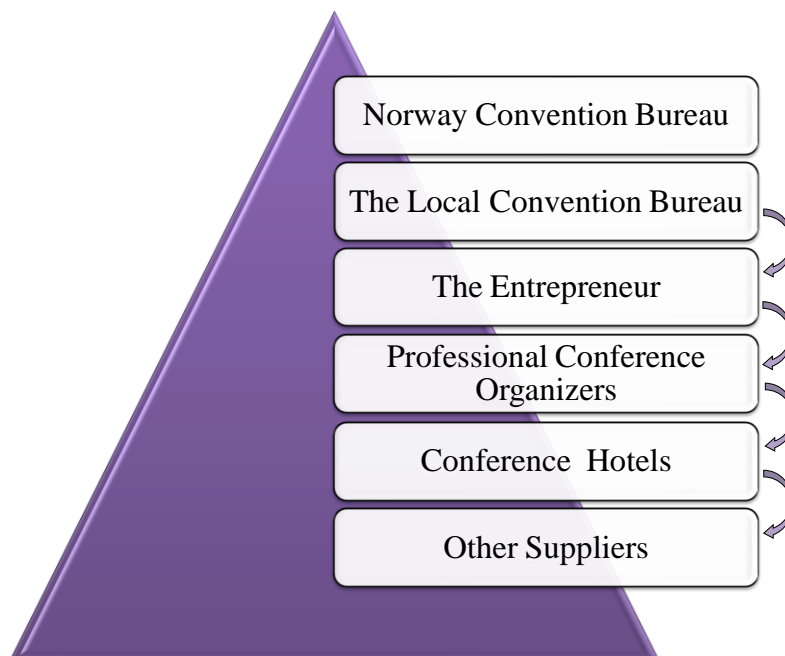 Norway Convention Bureau
The Local Convention Bureau
The Entrepreneur
Professional Conference
Organizers
Conference  Hotels
Other Suppliers